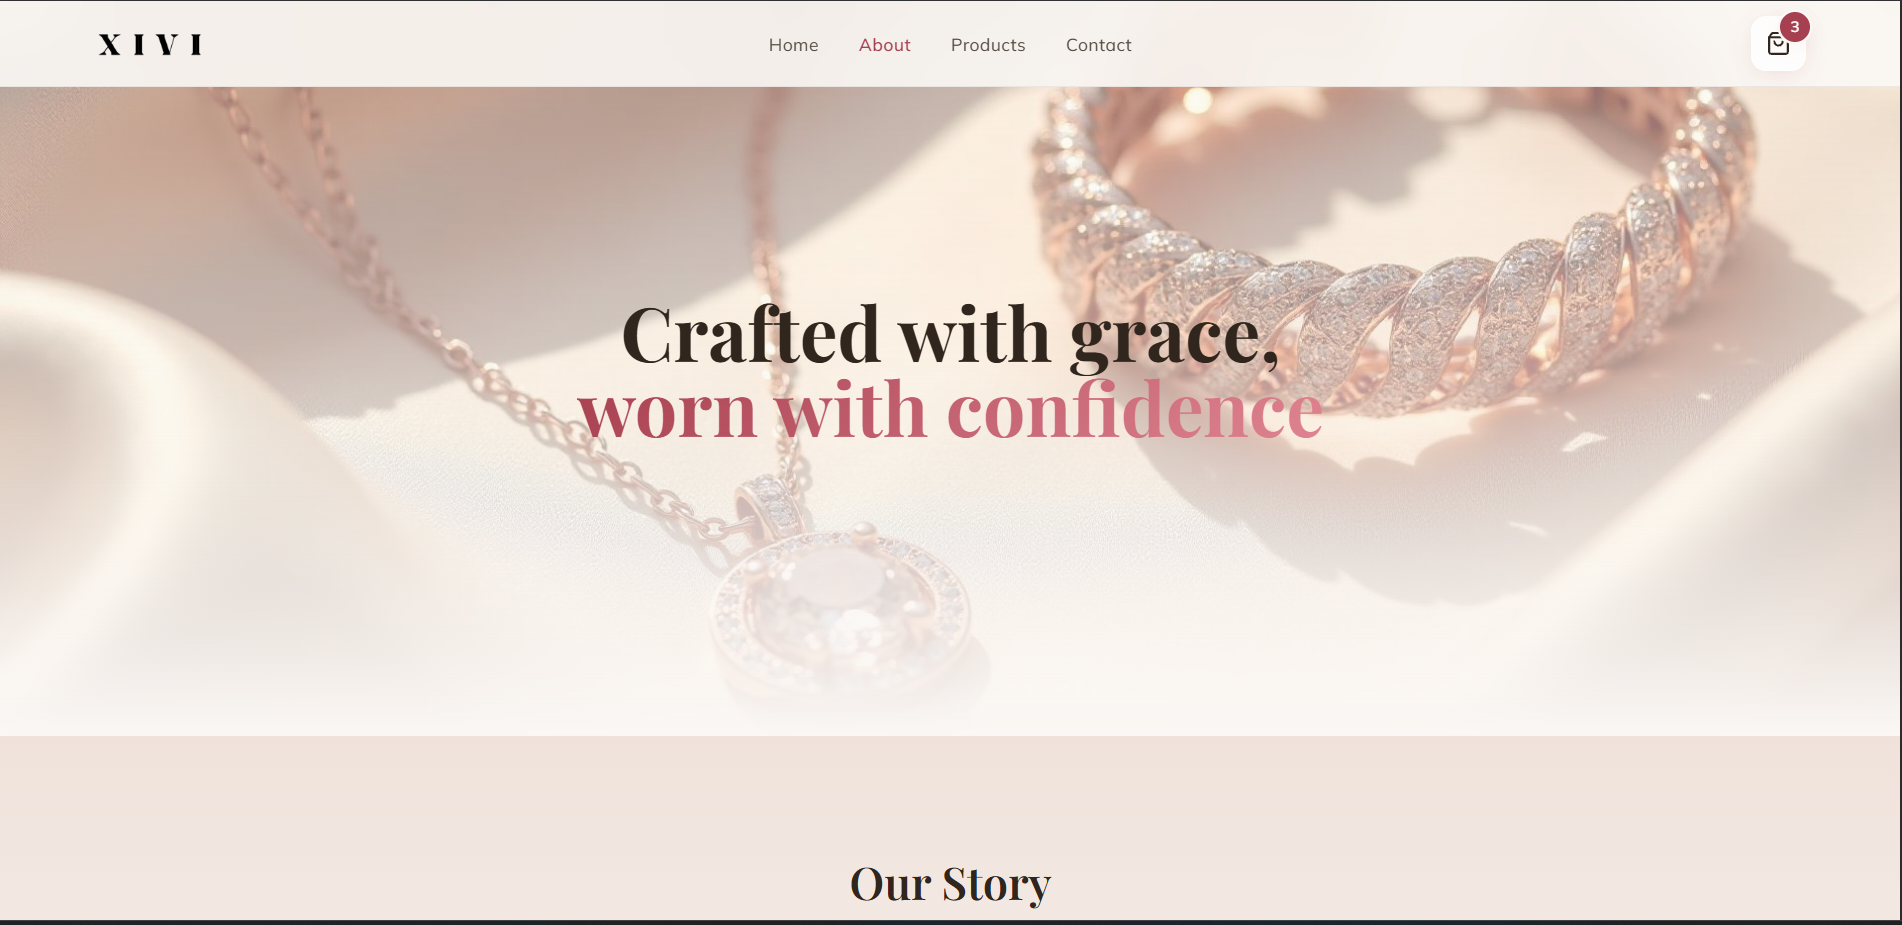 XIVI
Home
About
Products
Contact
3
Crafted with grace,
worn with confidence
Our Story